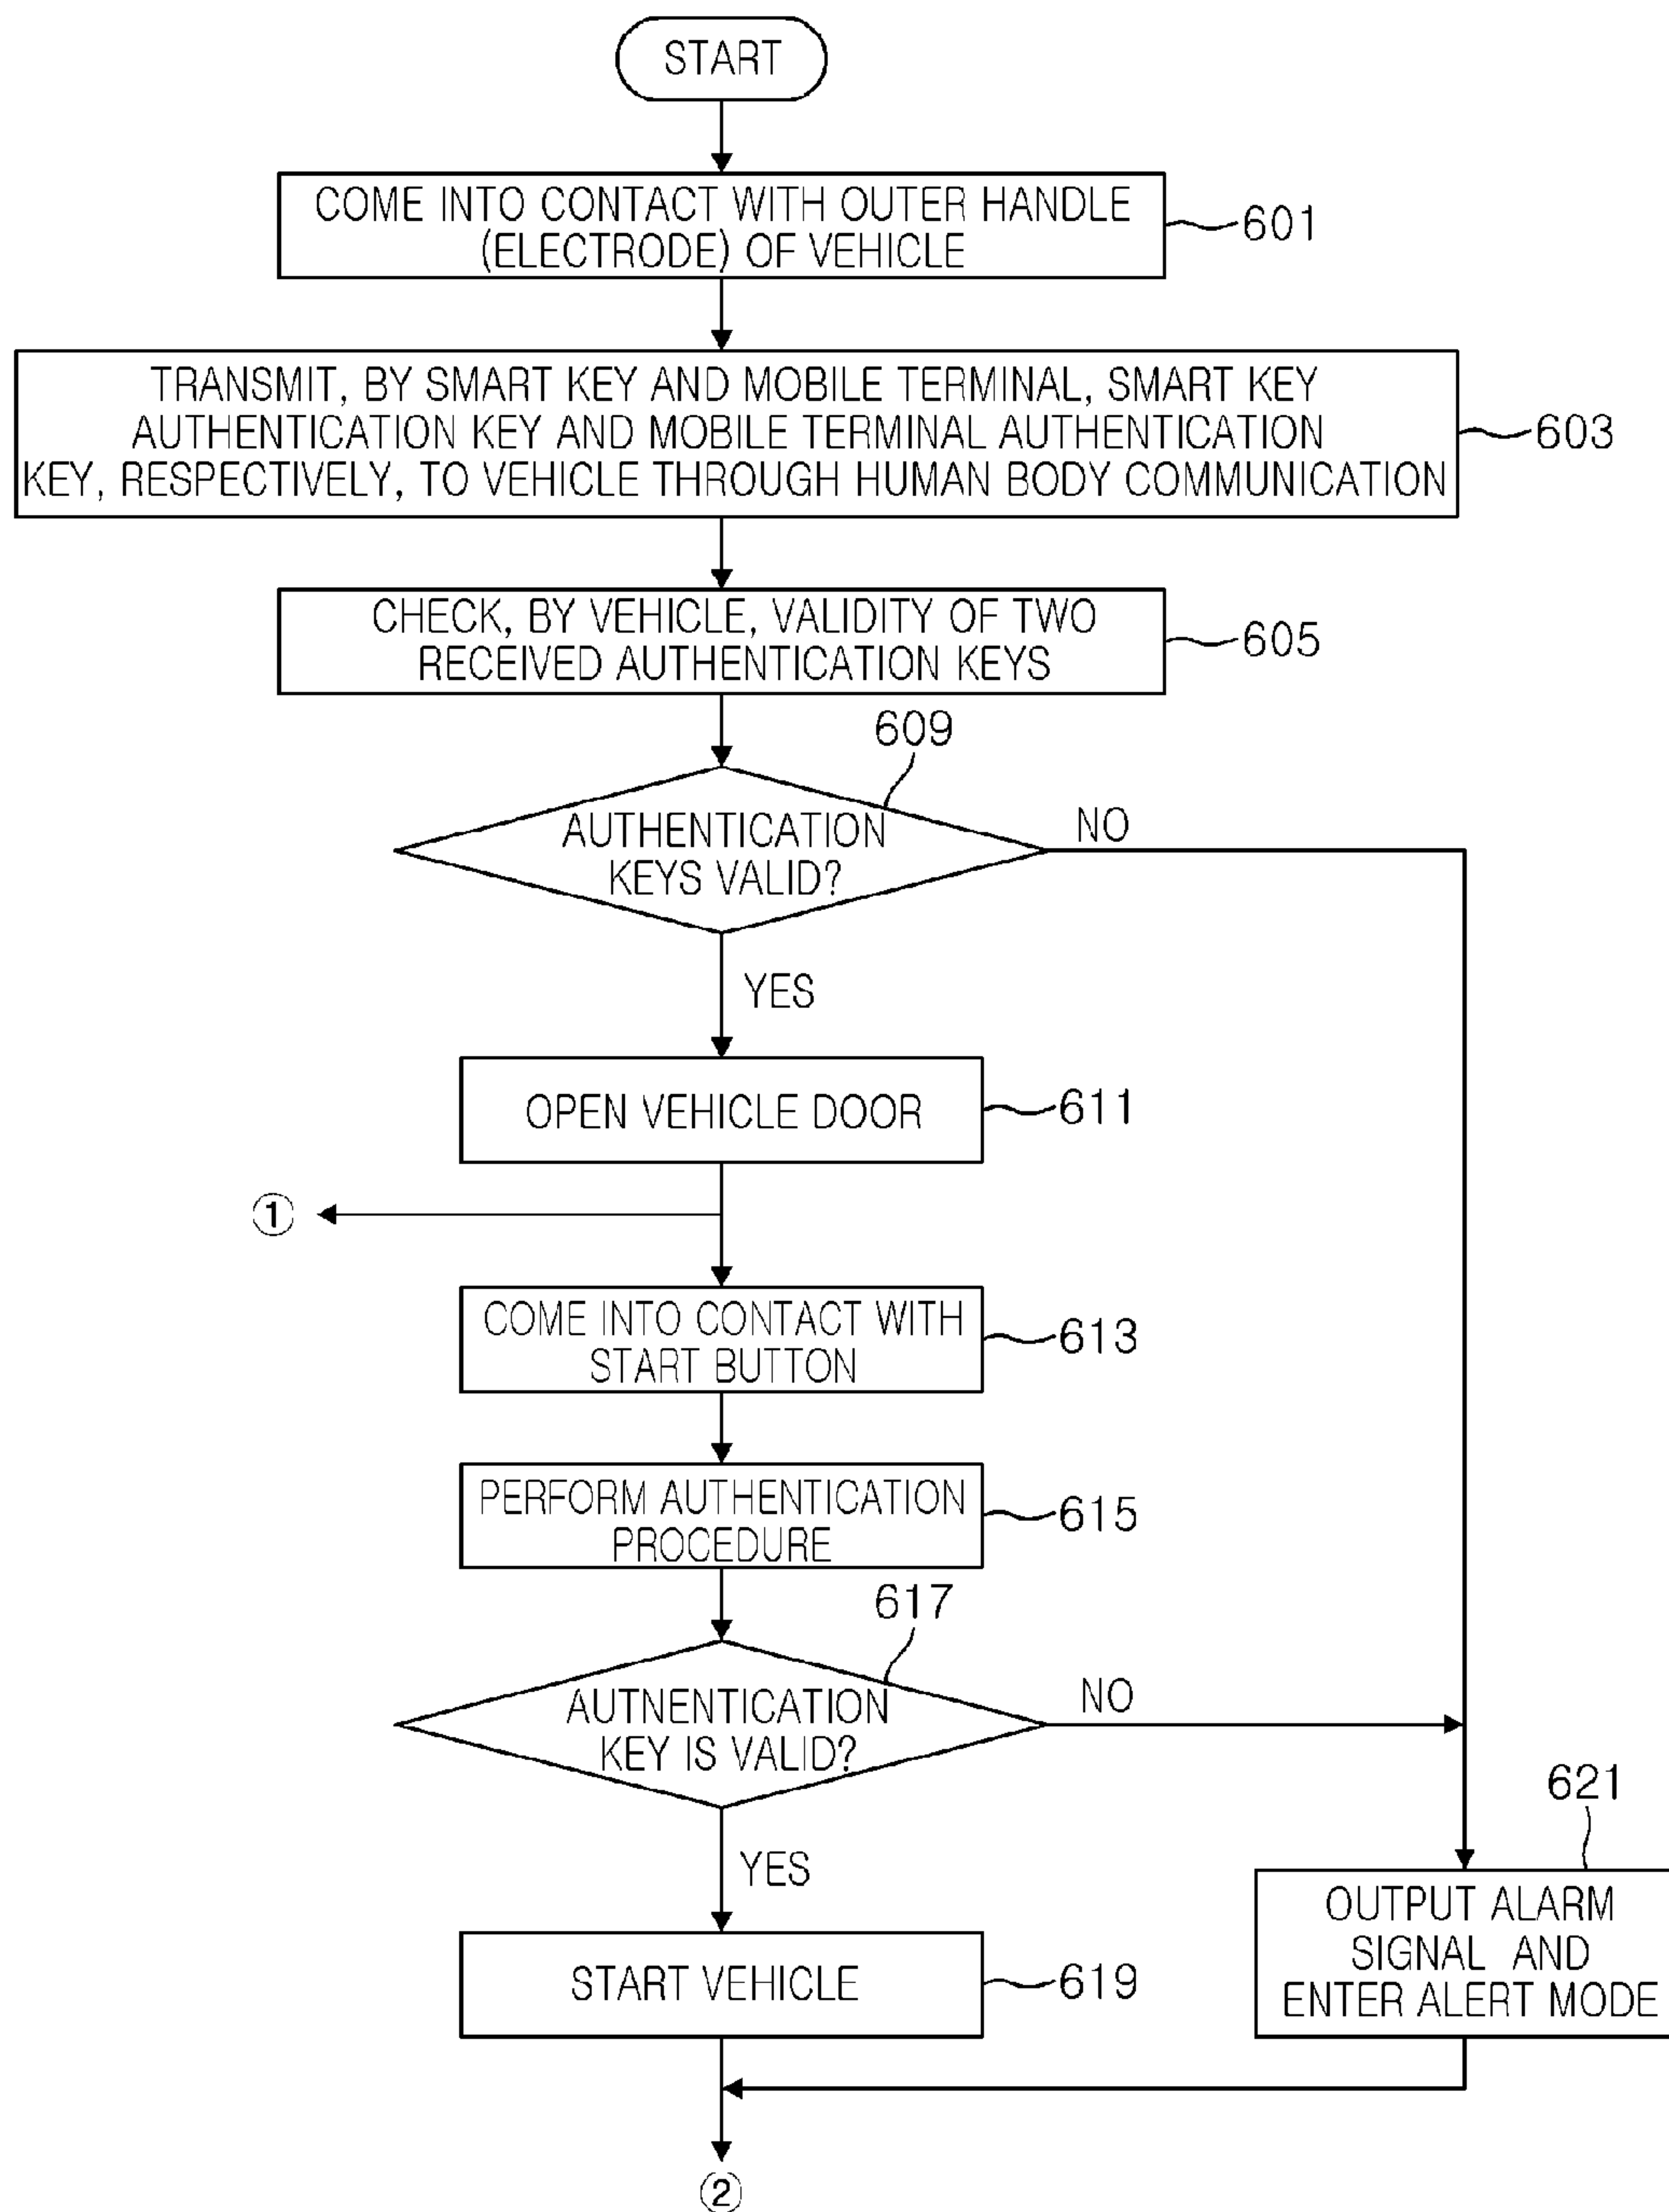 START
COME INTO CONTACT WITH OUTER HANDLE
(ELECTRODE) OF VEHICLE
601
TRANSMIT, BY SMART KEY AND MOBILE TERMINAL, SMART KEY
AUTHENTICATION KEY AND MOBILE TERMINAL AUTHENTICATION
KEY, RESPECTIVELY, TO VEHICLE THROUGH HUMAN BODY COMMUNICATION
603
CHECK, BY VEHICLE, VALIDITY OF TWO
RECEIVED AUTHENTICATION KEYS
605
609
AUTHENTICATION
KEYS VALID?
NO
YES
OPEN VEHICLE DOOR
611
①
COME INTO CONTACT WITH
START BUTTON
613
PERFORM AUTHENTICATION
PROCEDURE
615
617
AUTNENTICATION
KEY IS VALID?
NO
YES
621
START VEHICLE
619
OUTPUT ALARM
SIGNAL AND
ENTER ALERT MODE
②